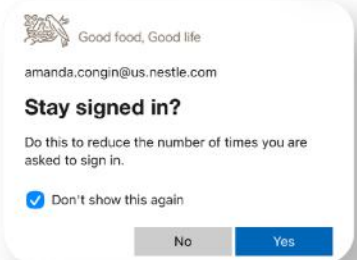 Good food, Good life
amanda.congin@us.nestle.com
Stay signed in?
Do this to reduce the number of times you are
asked to sign in.
Don't show this again
No
Yes